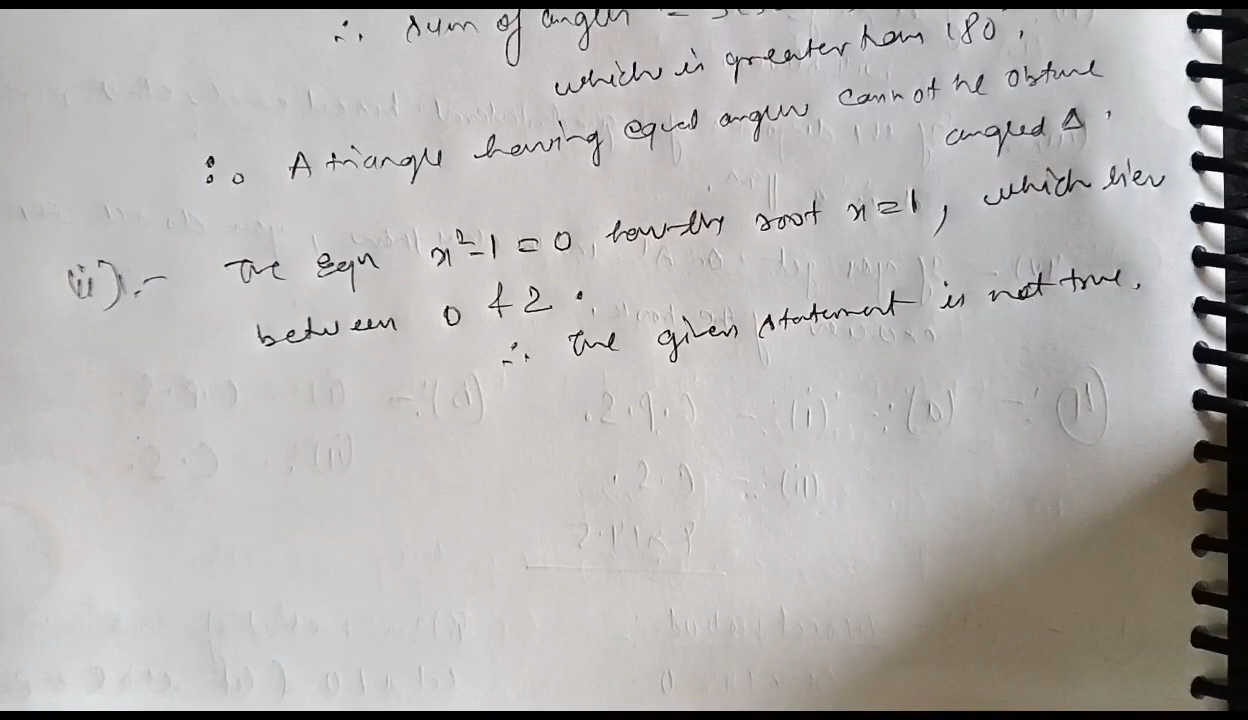 ∴ sum of angles =
which is greater than 180°.
∴ A triangle having equal angles cannot be obtuse
angled Δ.
(ii).- The eqn x²-1 = 0, has the root x=1, which lies
between 0 & 2.
∴ The given statement is not true.